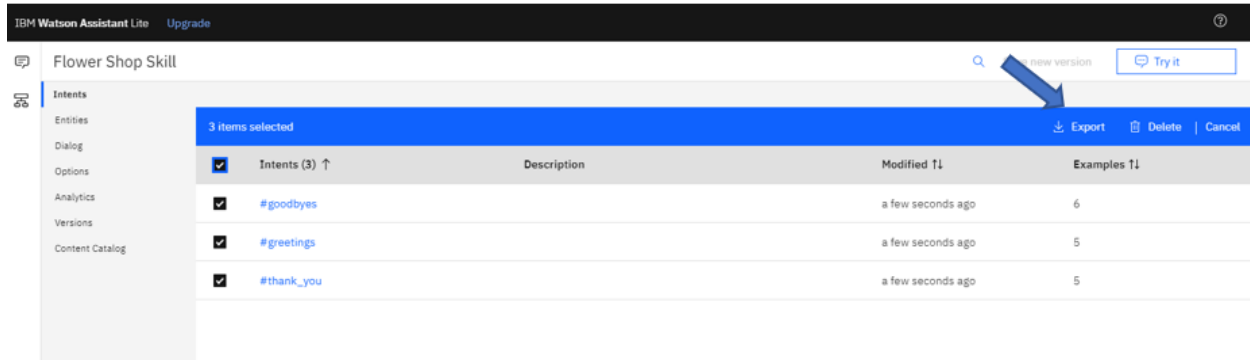 IBM Watson Assistant Lite Upgrade
Flower Shop Skill
new version Try it
Intents
Entities
Dialog
Options
Analytics
Versions
Content Catalog
3 items selected Export Delete | Cancel
Intents (3) ↑ Description Modified ↑↓ Examples ↑↓
#goodbyes a few seconds ago 6
#greetings a few seconds ago 5
#thank_you a few seconds ago 5